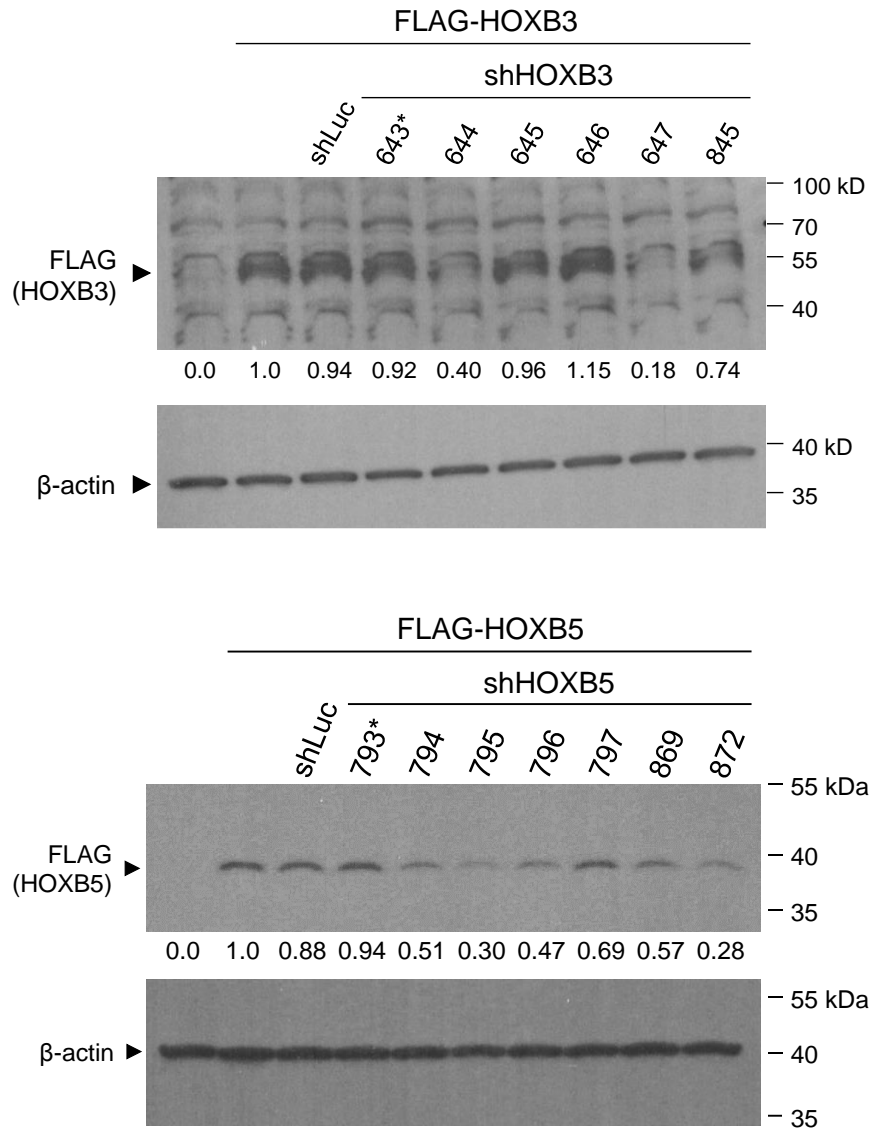 FLAG-HOXB3
shHOXB3
shLuc 643* 644 645 646 647 845
100 kD
70
FLAG
(HOXB3)
55
40
0.0 1.0 0.94 0.92 0.40 0.96 1.15 0.18 0.74
40 kD
β-actin
35
FLAG-HOXB5
shHOXB5
shLuc 793* 794 795 796 797 869 872
55 kDa
FLAG
(HOXB5)
40
35
0.0 1.0 0.88 0.94 0.51 0.30 0.47 0.69 0.57 0.28
55 kDa
β-actin
40
35